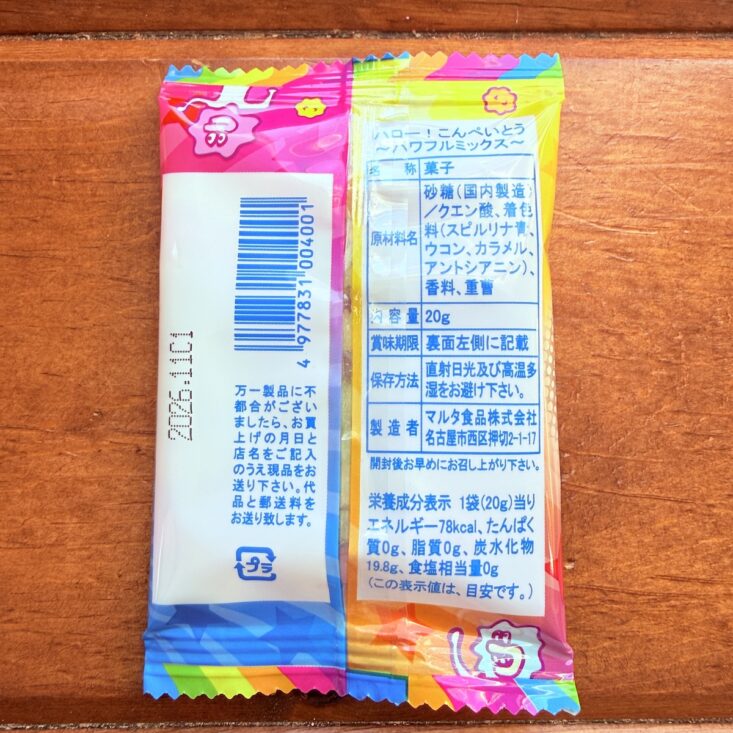 ハロー!こんぺいとう
~パワフルミックス~
名称 菓子
原材料名 砂糖(国内製造)
/クエン酸、着色
料(スピルリナ青、
ウコン、カラメル、
アントシアニン)、
香料、重曹
内容量 20g
賞味期限 裏面左側に記載
保存方法 直射日光及び高温多
湿をお避け下さい。
製造者 マルタ食品株式会社
名古屋市西区押切2-1-17
開封後お早めにお召し上がり下さい。
栄養成分表示 1袋(20g)当り
エネルギー78kcal、たんぱく
質0g、脂質0g、炭水化物
19.8g、食塩相当量0g
(この表示値は、目安です。)
4 977831 004001
2026.11C1
万一製品に不
都合がござい
ましたら、お買
上げの月日と
店名をご記入
のうえ現品をお
送り下さい。代
品と郵送料を
お送り致します。
プラ